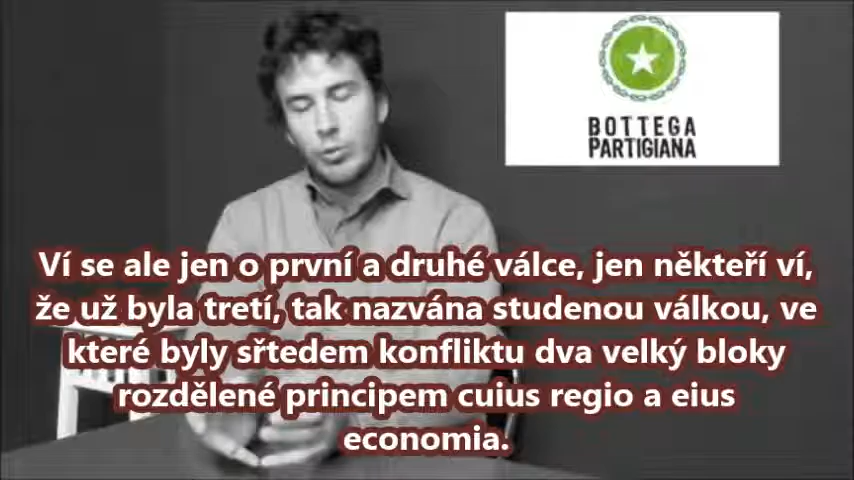 BOTTEGA
PARTIGIANA
Ví se ale jen o první a druhé válce, jen někteří ví,
že už byla tretí, tak nazvána studenou válkou, ve
které byly sřtedem konfliktu dva velký bloky
rozdělené principem cuius regio a eius
economia.